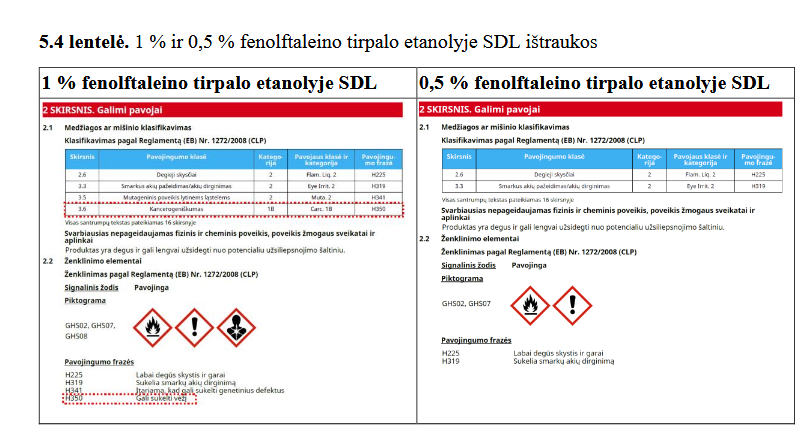 5.4 lentelė. 1 % ir 0,5 % fenolftaleino tirpalo etanolyje SDL ištraukos
1 % fenolftaleino tirpalo etanolyje SDL
2 SKIRSNIS. Galimi pavojai
2.1 Medžiagos ar mišinio klasifikavimas
Klasifikavimas pagal Reglamentą (EB) Nr. 1272/2008 (CLP)
Skirsnis Pavojingumo klasė Katego-rija Pavojaus klasė ir kategorija Pavojingu-mo frazė
2.6 Degieji skysčiai 2 Flam. Liq. 2 H225
3.3 Smarkus akių pažeidimas/akių dirginimas 2 Eye Irrit. 2 H319
3.5 Mutageninis poveikis lytinėms ląstelėms 2 Muta. 2 H341
3.6 Kancerogeniškumas 1B Carc. 1B H350
Visas santrumpų tekstas pateikiamas 16 skirsnyje
Svarbiausias nepageidaujamas fizinis ir cheminis poveikis, poveikis žmogaus sveikatai ir
aplinkai
Produktas yra degus ir gali lengvai užsidegti nuo potencialiu užsiliepsnojimo šaltiniu.
2.2 Ženklinimo elementai
Ženklinimas pagal Reglamentą (EB) Nr. 1272/2008 (CLP)
Signalinis žodis Pavojinga
Piktograma
GHS02, GHS07,
GHS08
Pavojingumo frazės
H225 Labai degūs skystis ir garai
H319 Sukelia smarkų akių dirginimą
H341 Įtariama, kad gali sukelti genetinius defektus
H350 Gali sukelti vėžį
0,5 % fenolftaleino tirpalo etanolyje SDL
2 SKIRSNIS. Galimi pavojai
2.1 Medžiagos ar mišinio klasifikavimas
Klasifikavimas pagal Reglamentą (EB) Nr. 1272/2008 (CLP)
Skirsnis Pavojingumo klasė Katego-rija Pavojaus klasė ir kategorija Pavojingu-mo frazė
2.6 Degieji skysčiai 2 Flam. Liq. 2 H225
3.3 Smarkus akių pažeidimas/akių dirginimas 2 Eye Irrit. 2 H319
Visas santrumpų tekstas pateikiamas 16 skirsnyje
Svarbiausias nepageidaujamas fizinis ir cheminis poveikis, poveikis žmogaus sveikatai ir
aplinkai
Produktas yra degus ir gali lengvai užsidegti nuo potencialiu užsiliepsnojimo šaltiniu.
2.2 Ženklinimo elementai
Ženklinimas pagal Reglamentą (EB) Nr. 1272/2008 (CLP)
Signalinis žodis Pavojinga
Piktograma
GHS02, GHS07
Pavojingumo frazės
H225 Labai degūs skystis ir garai
H319 Sukelia smarkų akių dirginimą